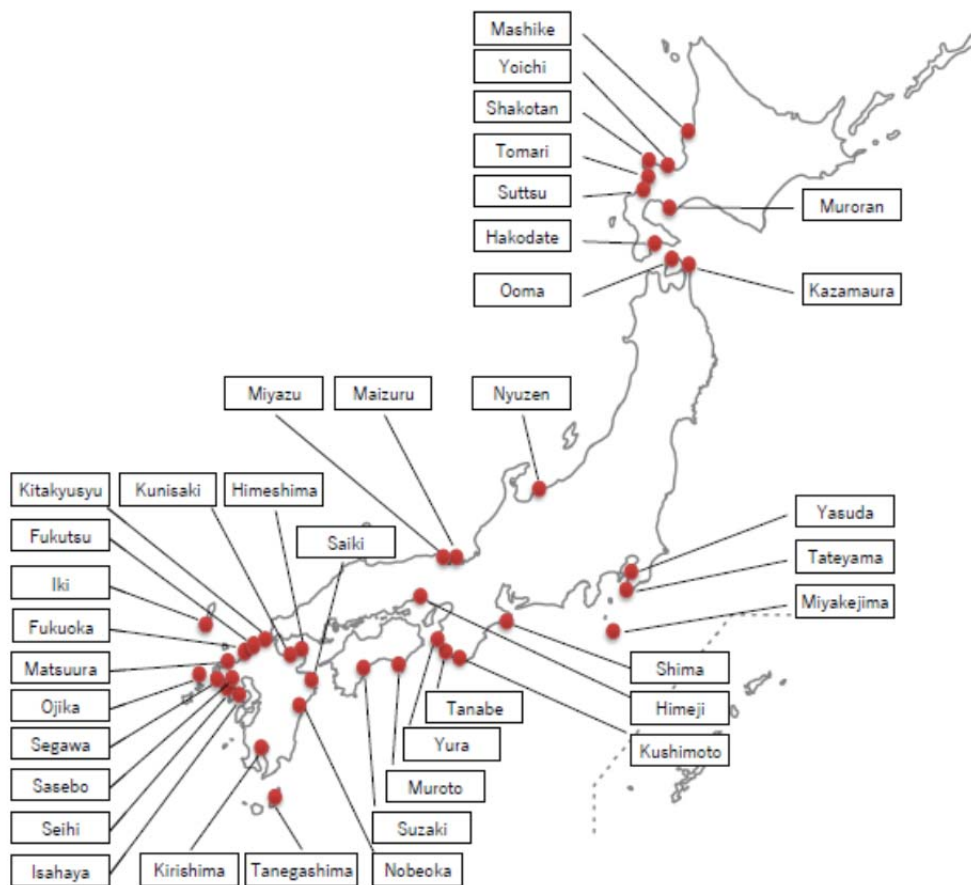 Mashike
Yoichi
Shakotan
Tomari
Suttsu
Muroran
Hakodate
Ooma
Kazamaura
Miyazu
Maizuru
Nyuzen
Kitakyusyu
Kunisaki
Himeshima
Saiki
Yasuda
Fukutsu
Tateyama
Iki
Miyakejima
Fukuoka
Matsuura
Shima
Ojika
Tanabe
Himeji
Segawa
Yura
Kushimoto
Sasebo
Muroto
Seihi
Suzaki
Isahaya
Kirishima
Tanegashima
Nobeoka